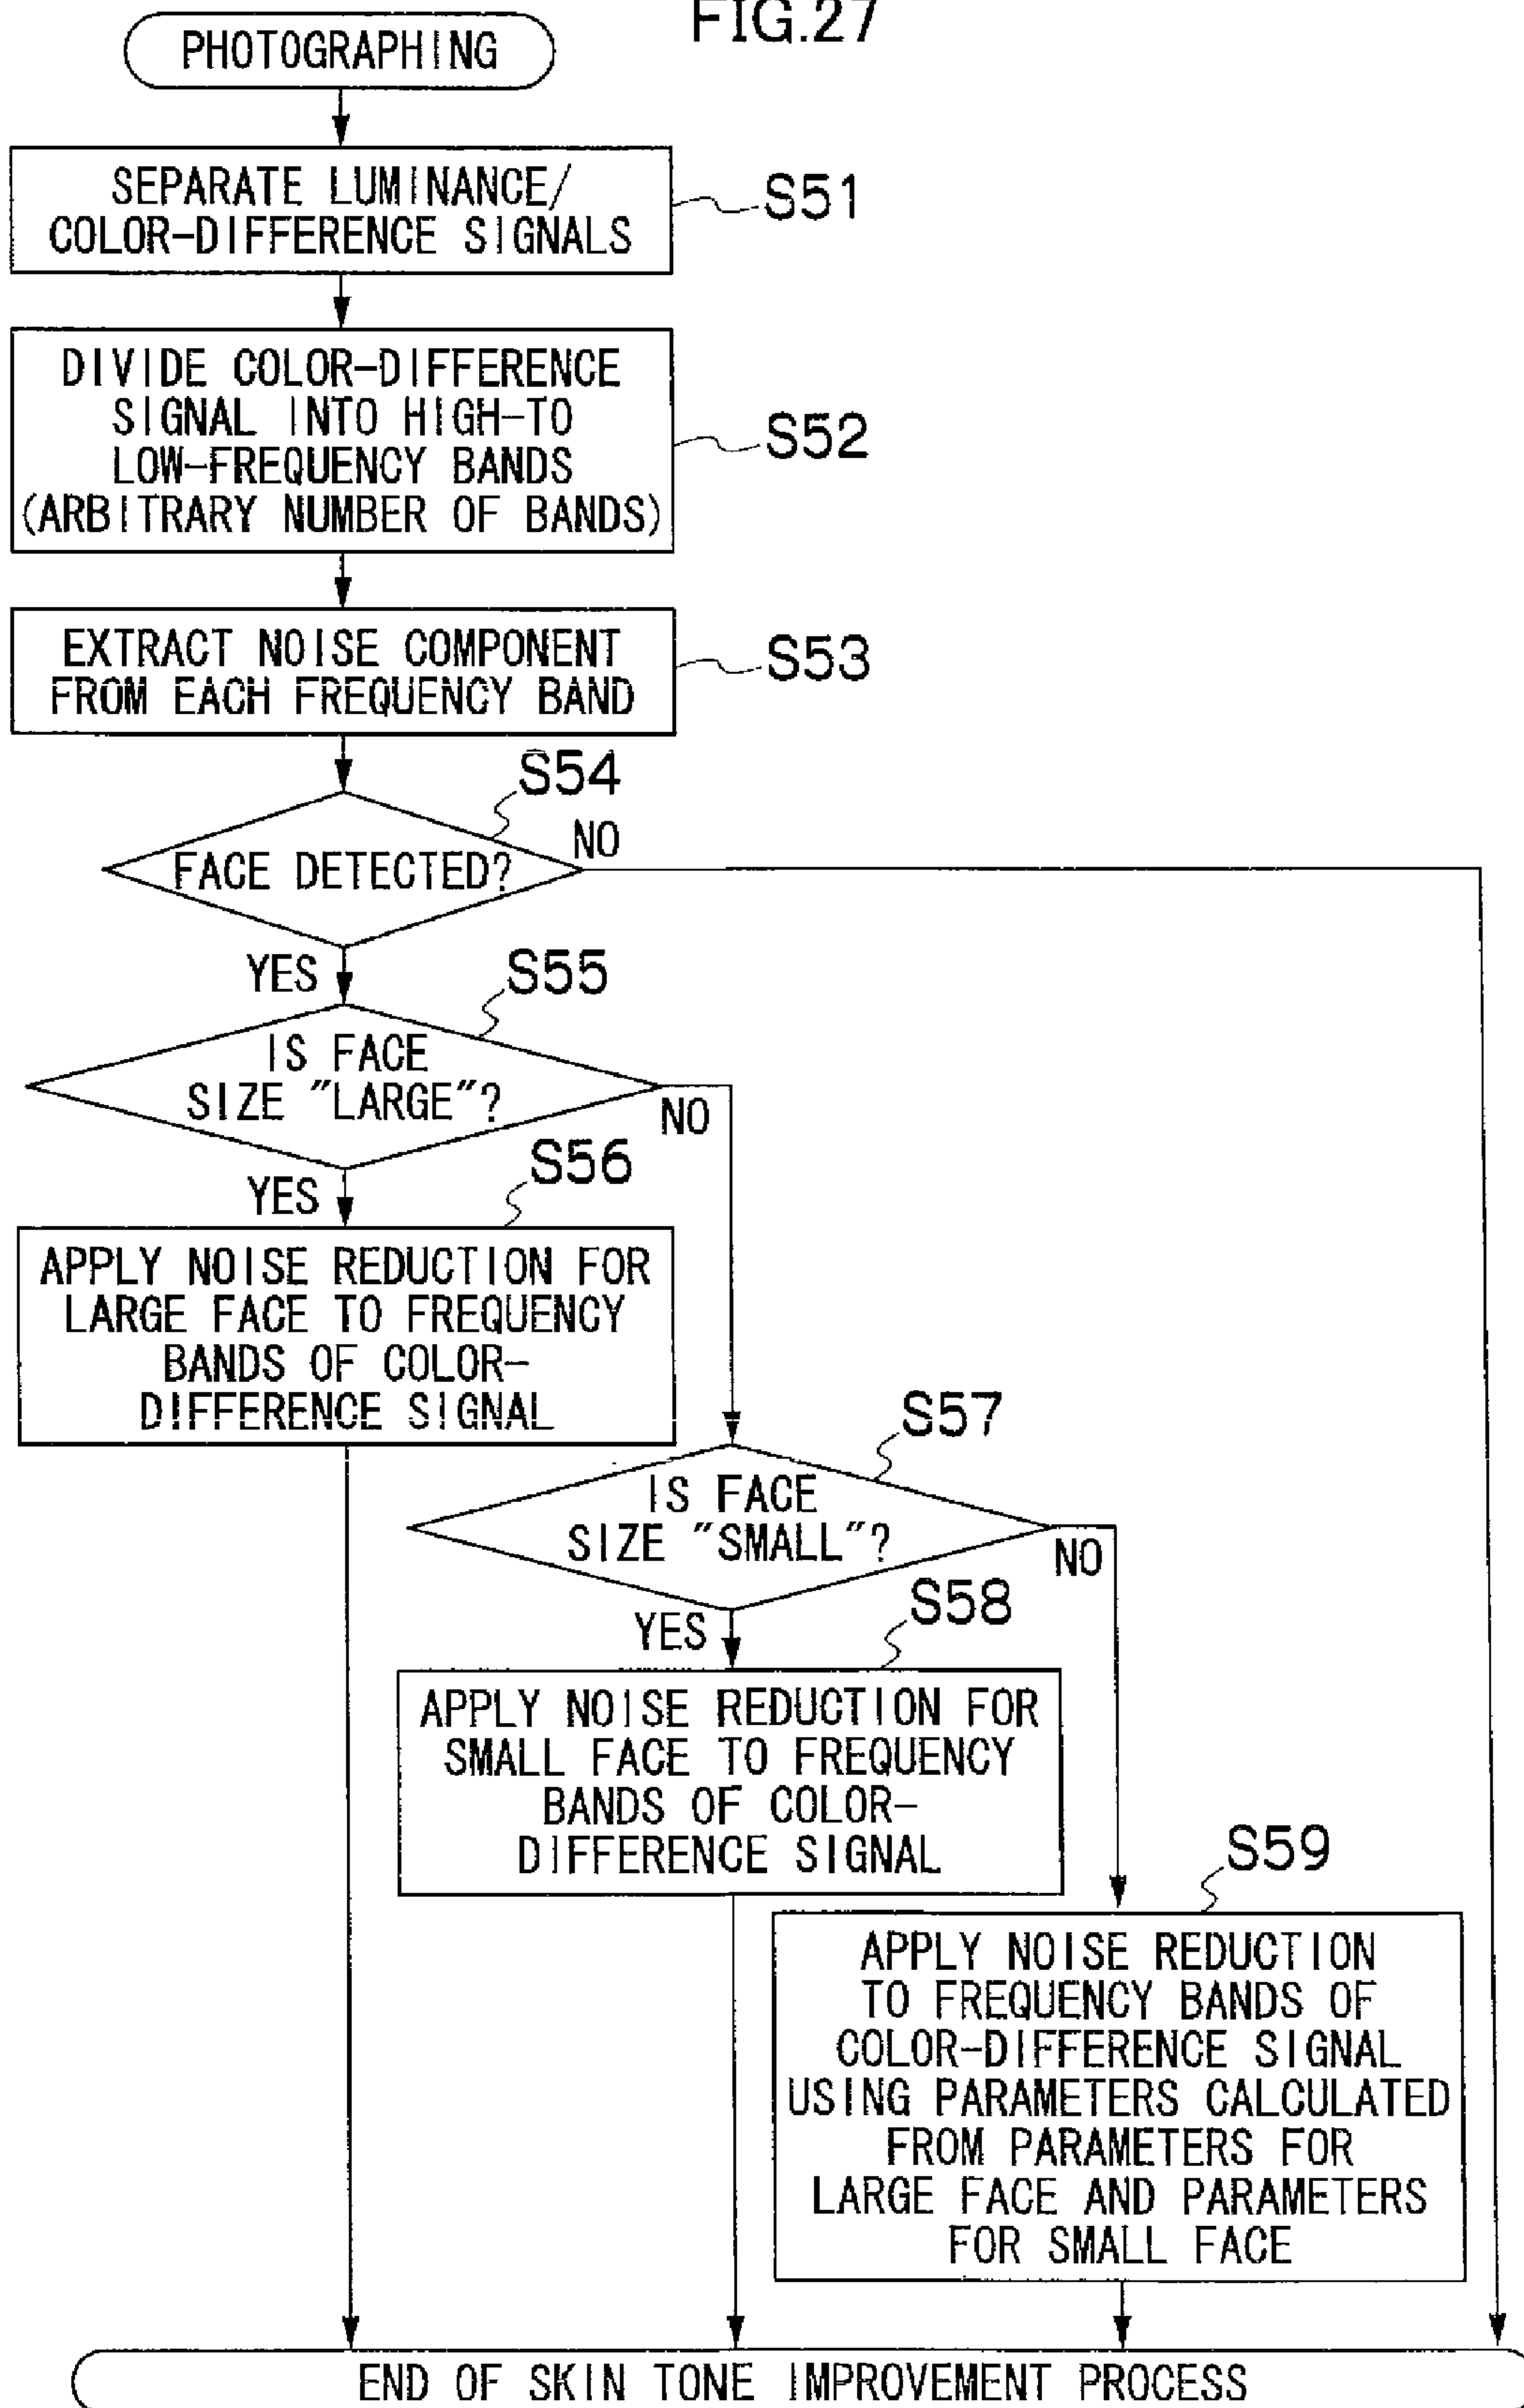 FIG.27
PHOTOGRAPHING
SEPARATE LUMINANCE/
COLOR-DIFFERENCE SIGNALS
S51
DIVIDE COLOR-DIFFERENCE
SIGNAL INTO HIGH-TO
LOW-FREQUENCY BANDS
(ARBITRARY NUMBER OF BANDS)
S52
EXTRACT NOISE COMPONENT
FROM EACH FREQUENCY BAND
S53
S54
FACE DETECTED?
NO
YES
S55
IS FACE
SIZE "LARGE"?
NO
YES
S56
APPLY NOISE REDUCTION FOR
LARGE FACE TO FREQUENCY
BANDS OF COLOR-
DIFFERENCE SIGNAL
S57
IS FACE
SIZE "SMALL"?
NO
YES
S58
APPLY NOISE REDUCTION FOR
SMALL FACE TO FREQUENCY
BANDS OF COLOR-
DIFFERENCE SIGNAL
S59
APPLY NOISE REDUCTION
TO FREQUENCY BANDS OF
COLOR-DIFFERENCE SIGNAL
USING PARAMETERS CALCULATED
FROM PARAMETERS FOR
LARGE FACE AND PARAMETERS
FOR SMALL FACE
END OF SKIN TONE IMPROVEMENT PROCESS